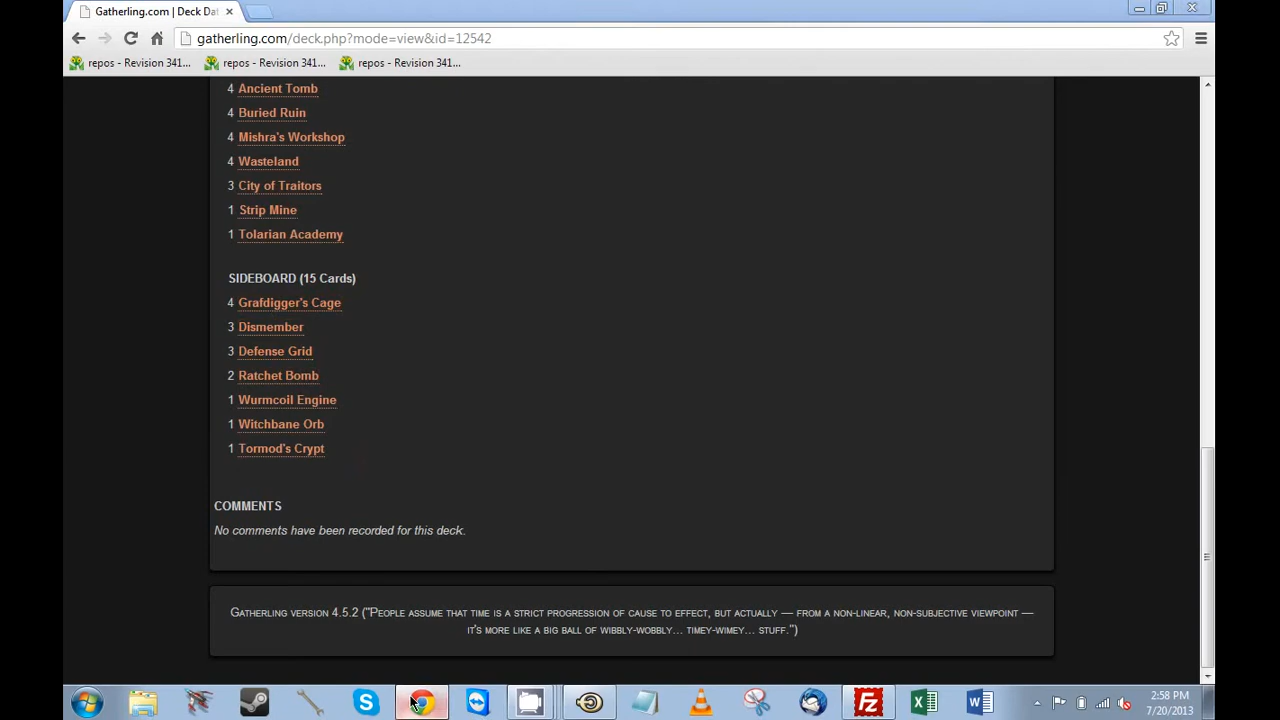 Gatherling.com | Deck Dat
gatherling.com/deck.php?mode=view&id=12542
repos - Revision 341...
repos - Revision 341...
repos - Revision 341...
4 Ancient Tomb
4 Buried Ruin
4 Mishra's Workshop
4 Wasteland
3 City of Traitors
1 Strip Mine
1 Tolarian Academy
SIDEBOARD (15 Cards)
4 Grafdigger's Cage
3 Dismember
3 Defense Grid
2 Ratchet Bomb
1 Wurmcoil Engine
1 Witchbane Orb
1 Tormod's Crypt
COMMENTS
No comments have been recorded for this deck.
Gatherling version 4.5.2 ("People assume that time is a strict progression of cause to effect, but actually — from a non-linear, non-subjective viewpoint —
it's more like a big ball of wibbly-wobbly... timey-wimey... stuff.")
2:58 PM
7/20/2013